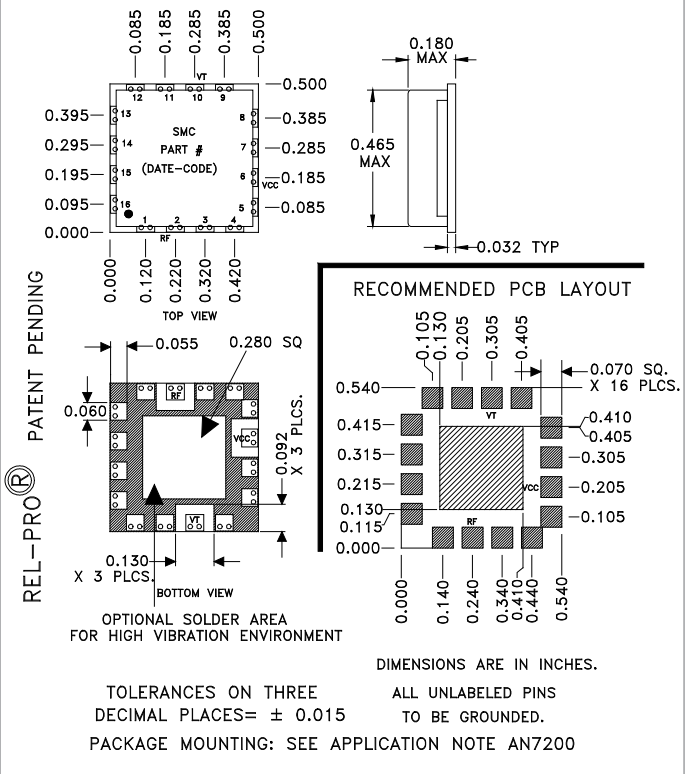 0.085 0.185 0.285 0.385 0.500
VT
12 11 10 9
0.500
0.395 13 8 0.385
0.295 14 7 0.285
0.195 15 6 0.185
VCC
0.095 16 5 0.085
SMC
PART #
(DATE-CODE)
1 2 3 4
0.000
RF
0.000 0.120 0.220 0.320 0.420
TOP VIEW
0.180
MAX
0.465
MAX
0.032 TYP
REL-PRO® PATENT PENDING
0.055
0.280 SQ
RF
0.060
VCC
0.092
X 3 PLCS.
VT
0.130
X 3 PLCS.
BOTTOM VIEW
OPTIONAL SOLDER AREA
FOR HIGH VIBRATION ENVIRONMENT
RECOMMENDED PCB LAYOUT
0.105 0.130 0.205 0.305 0.405
0.070 SQ.
X 16 PLCS.
0.540
VT
0.415 0.410
0.405
0.315 0.305
0.215 0.205
VCC
0.130
0.115 0.105
RF
0.000
0.000 0.140 0.240 0.340 0.410 0.440 0.540
DIMENSIONS ARE IN INCHES.
TOLERANCES ON THREE
DECIMAL PLACES= ± 0.015
ALL UNLABELED PINS
TO BE GROUNDED.
PACKAGE MOUNTING: SEE APPLICATION NOTE AN7200